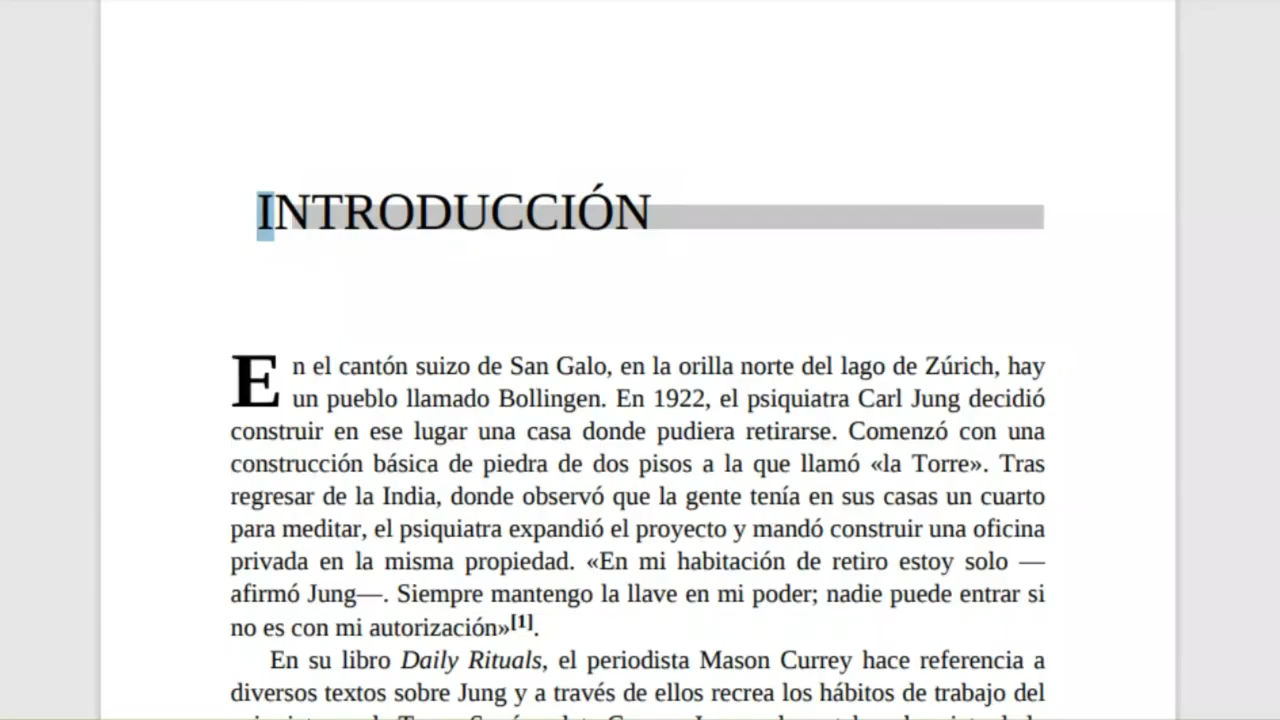 INTRODUCCIÓN
En el cantón suizo de San Galo, en la orilla norte del lago de Zúrich, hay
un pueblo llamado Bollingen. En 1922, el psiquiatra Carl Jung decidió
construir en ese lugar una casa donde pudiera retirarse. Comenzó con una
construcción básica de piedra de dos pisos a la que llamó «la Torre». Tras
regresar de la India, donde observó que la gente tenía en sus casas un cuarto
para meditar, el psiquiatra expandió el proyecto y mandó construir una oficina
privada en la misma propiedad. «En mi habitación de retiro estoy solo —
afirmó Jung—. Siempre mantengo la llave en mi poder; nadie puede entrar si
no es con mi autorización»[1].
En su libro Daily Rituals, el periodista Mason Currey hace referencia a
diversos textos sobre Jung y a través de ellos recrea los hábitos de trabajo del